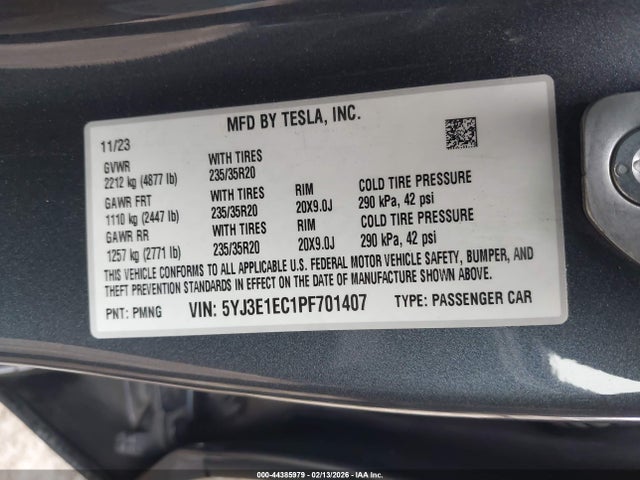 MFD BY TESLA, INC.
11/23
GVWR WITH TIRES
2212 kg (4877 lb) 235/35R20
GAWR FRT WITH TIRES RIM COLD TIRE PRESSURE
1110 kg (2447 lb) 235/35R20 20X9.0J 290 kPa, 42 psi
GAWR RR WITH TIRES RIM COLD TIRE PRESSURE
1257 kg (2771 lb) 235/35R20 20X9.0J 290 kPa, 42 psi
THIS VEHICLE CONFORMS TO ALL APPLICABLE U.S. FEDERAL MOTOR VEHICLE SAFETY, BUMPER, AND
THEFT PREVENTION STANDARDS IN EFFECT ON THE DATE OF MANUFACTURE SHOWN ABOVE.
PNT: PMNG VIN: 5YJ3E1EC1PF701407 TYPE: PASSENGER CAR
000-44385979 - 02/13/2026 - IAA Inc.